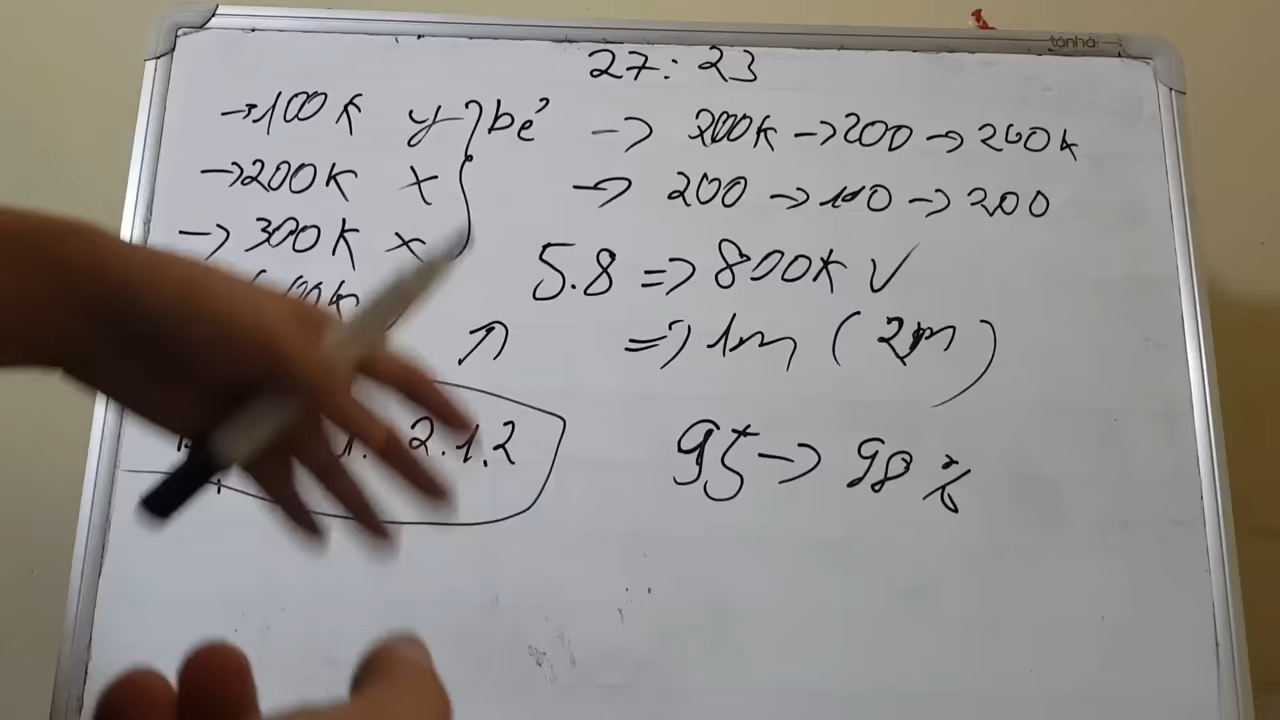 tánhà
27: 23
→100K y bé → 200K → 200 → 200K
→200K x → 200 → 100 → 200
→ 300K x 5.8 => 800K V
↗ => 1m (2m)
2.1.2 95 → 98%